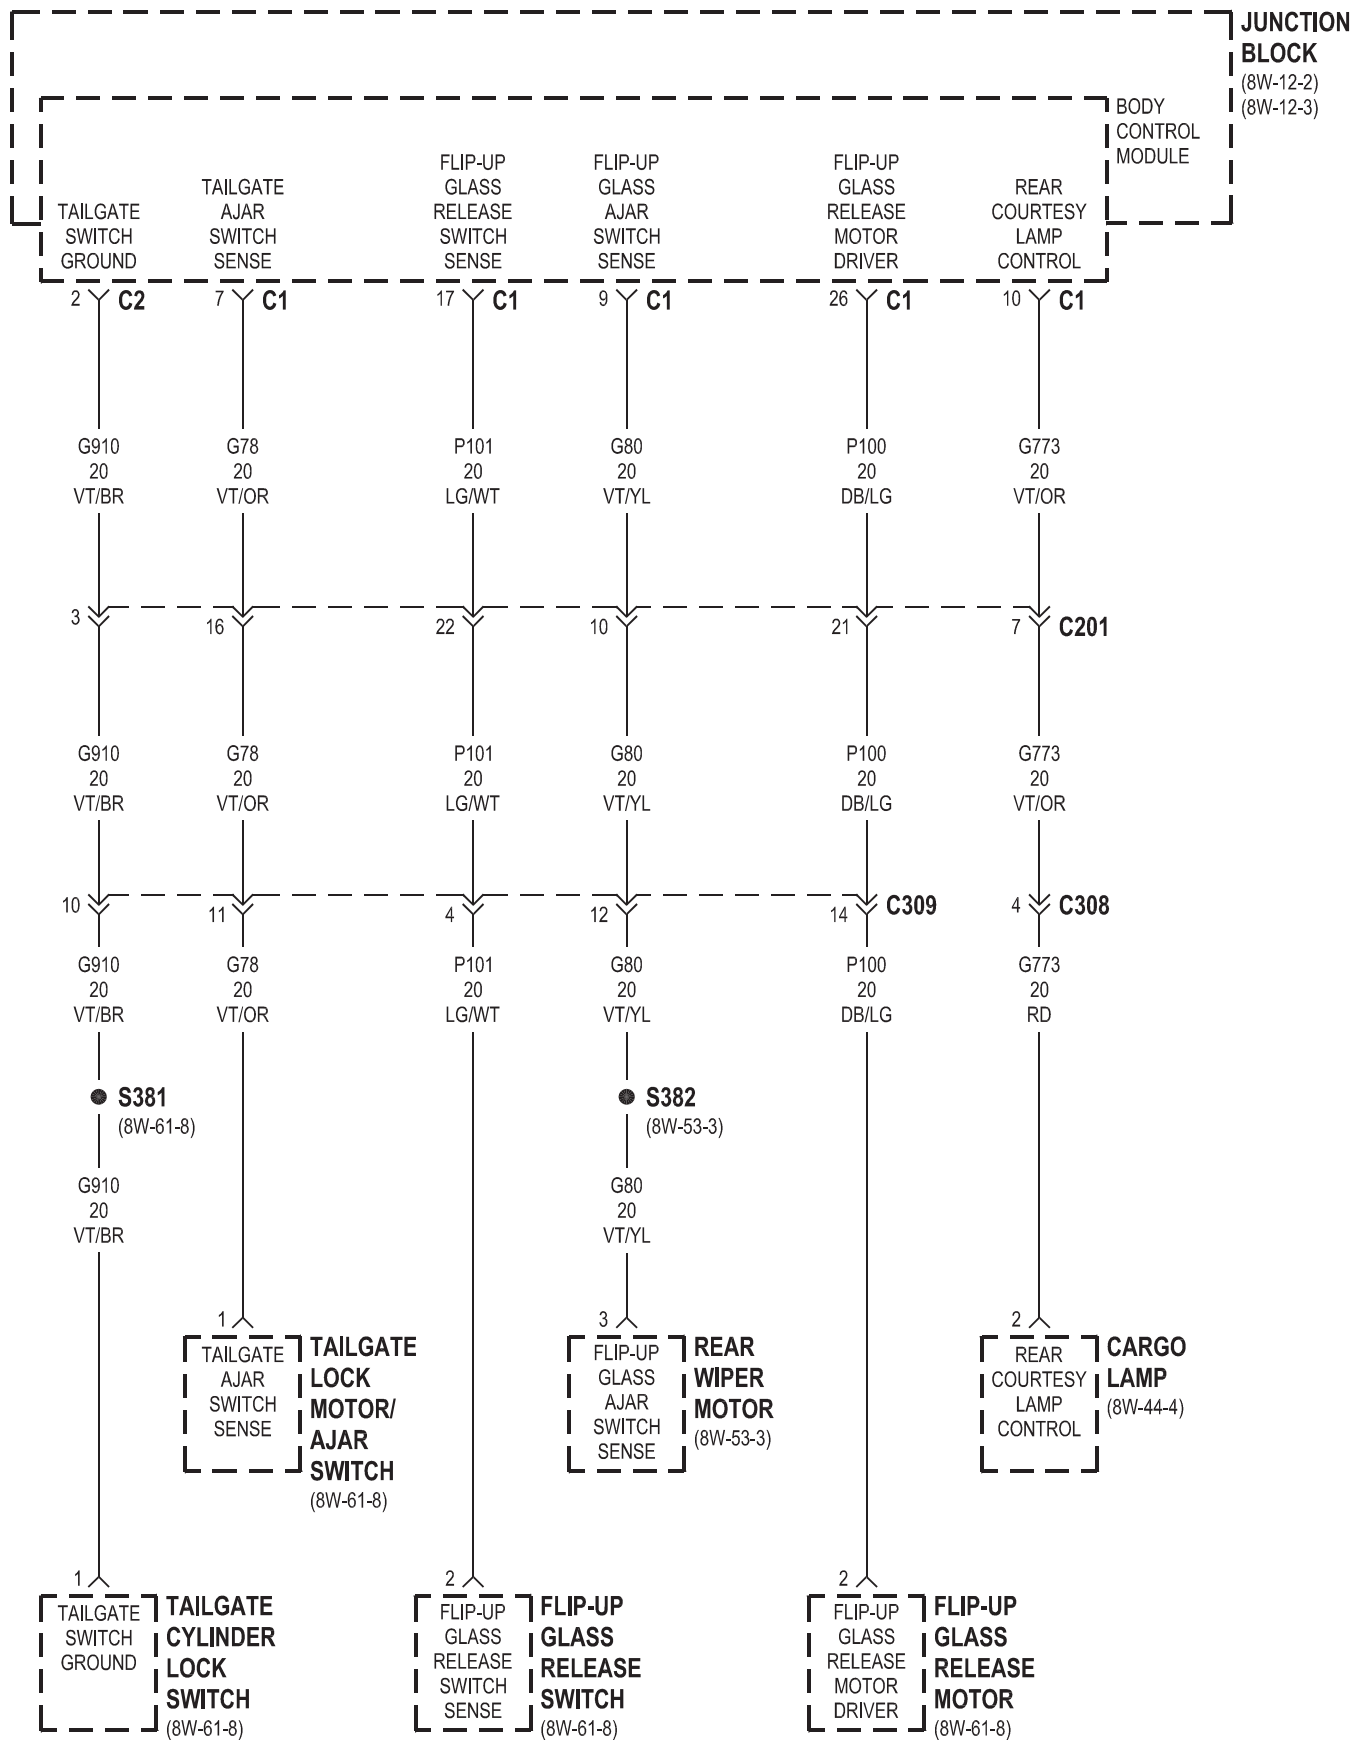 JUNCTION
BLOCK
(8W-12-2)
(8W-12-3)
BODY
CONTROL
MODULE
TAILGATE
SWITCH
GROUND
TAILGATE
AJAR
SWITCH
SENSE
FLIP-UP
GLASS
RELEASE
SWITCH
SENSE
FLIP-UP
GLASS
AJAR
SWITCH
SENSE
FLIP-UP
GLASS
RELEASE
MOTOR
DRIVER
REAR
COURTESY
LAMP
CONTROL
2 C2
7 C1
17 C1
9 C1
26 C1
10 C1
G910
20
VT/BR
G78
20
VT/OR
P101
20
LG/WT
G80
20
VT/YL
P100
20
DB/LG
G773
20
VT/OR
3
16
22
10
21
7 C201
G910
20
VT/BR
G78
20
VT/OR
P101
20
LG/WT
G80
20
VT/YL
P100
20
DB/LG
G773
20
VT/OR
10
11
4
12
14 C309
4 C308
G910
20
VT/BR
G78
20
VT/OR
P101
20
LG/WT
G80
20
VT/YL
P100
20
DB/LG
G773
20
RD
S381
(8W-61-8)
S382
(8W-53-3)
G910
20
VT/BR
G80
20
VT/YL
1
TAILGATE
AJAR
SWITCH
SENSE
TAILGATE
LOCK
MOTOR/
AJAR
SWITCH
(8W-61-8)
3
FLIP-UP
GLASS
AJAR
SWITCH
SENSE
REAR
WIPER
MOTOR
(8W-53-3)
2
REAR
COURTESY
LAMP
CONTROL
CARGO
LAMP
(8W-44-4)
1
TAILGATE
SWITCH
GROUND
TAILGATE
CYLINDER
LOCK
SWITCH
(8W-61-8)
2
FLIP-UP
GLASS
RELEASE
SWITCH
SENSE
FLIP-UP
GLASS
RELEASE
SWITCH
(8W-61-8)
2
FLIP-UP
GLASS
RELEASE
MOTOR
DRIVER
FLIP-UP
GLASS
RELEASE
MOTOR
(8W-61-8)